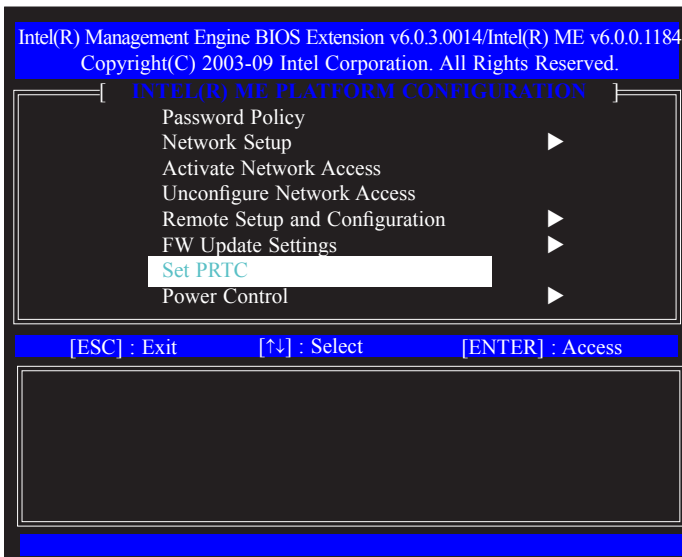 Intel(R) Management Engine BIOS Extension v6.0.3.0014/Intel(R) ME v6.0.0.1184
Copyright(C) 2003-09 Intel Corporation. All Rights Reserved.
[ INTEL(R) ME PLATFORM CONFIGURATION ]
Password Policy
Network Setup ▶
Activate Network Access
Unconfigure Network Access
Remote Setup and Configuration ▶
FW Update Settings ▶
Set PRTC
Power Control ▶
[ESC] : Exit [↑↓] : Select [ENTER] : Access